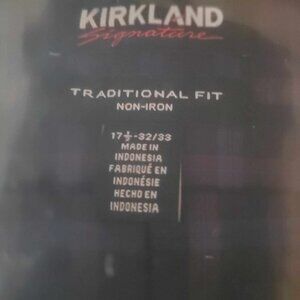 KIRKLAND
Signature
TRADITIONAL FIT
NON-IRON
17½-32/33
MADE IN
INDONESIA
FABRIQUÉ EN
INDONÉSIE
HECHO EN
INDONESIA